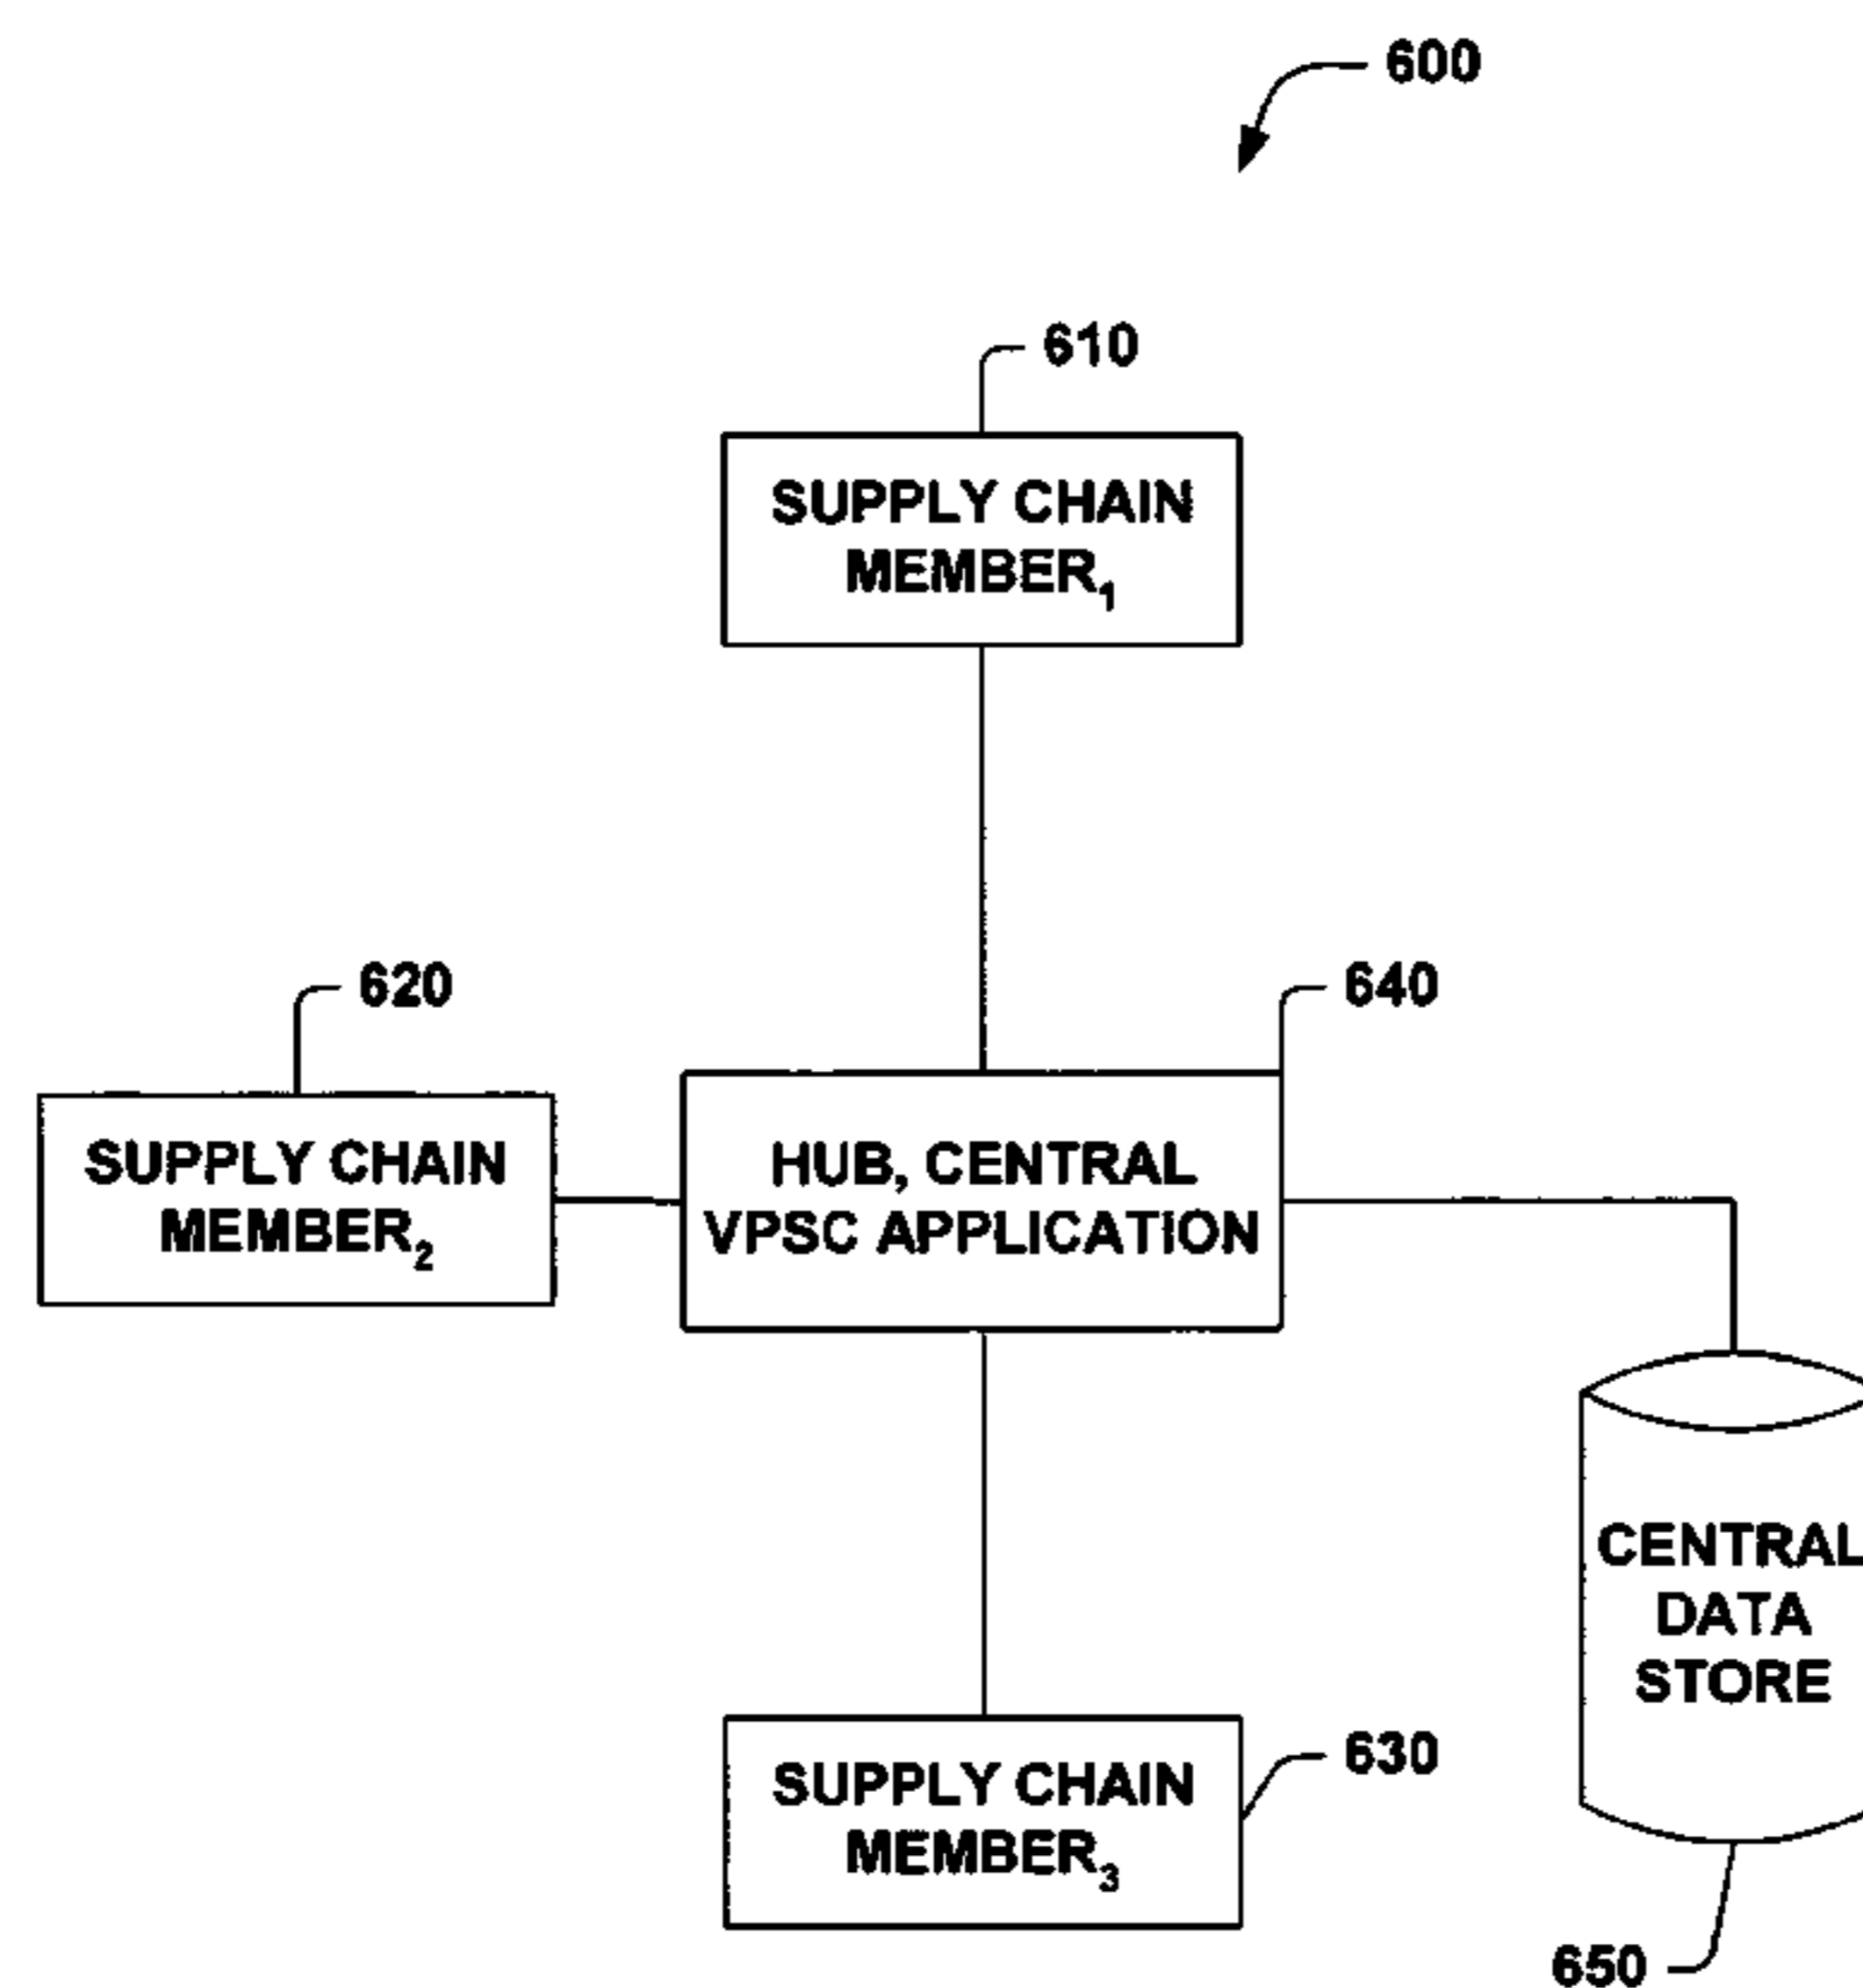 600
610
SUPPLY CHAIN
MEMBER₁
620
640
SUPPLY CHAIN
MEMBER₂
HUB, CENTRAL
VPSC APPLICATION
CENTRAL
DATA
STORE
630
SUPPLY CHAIN
MEMBER₃
650